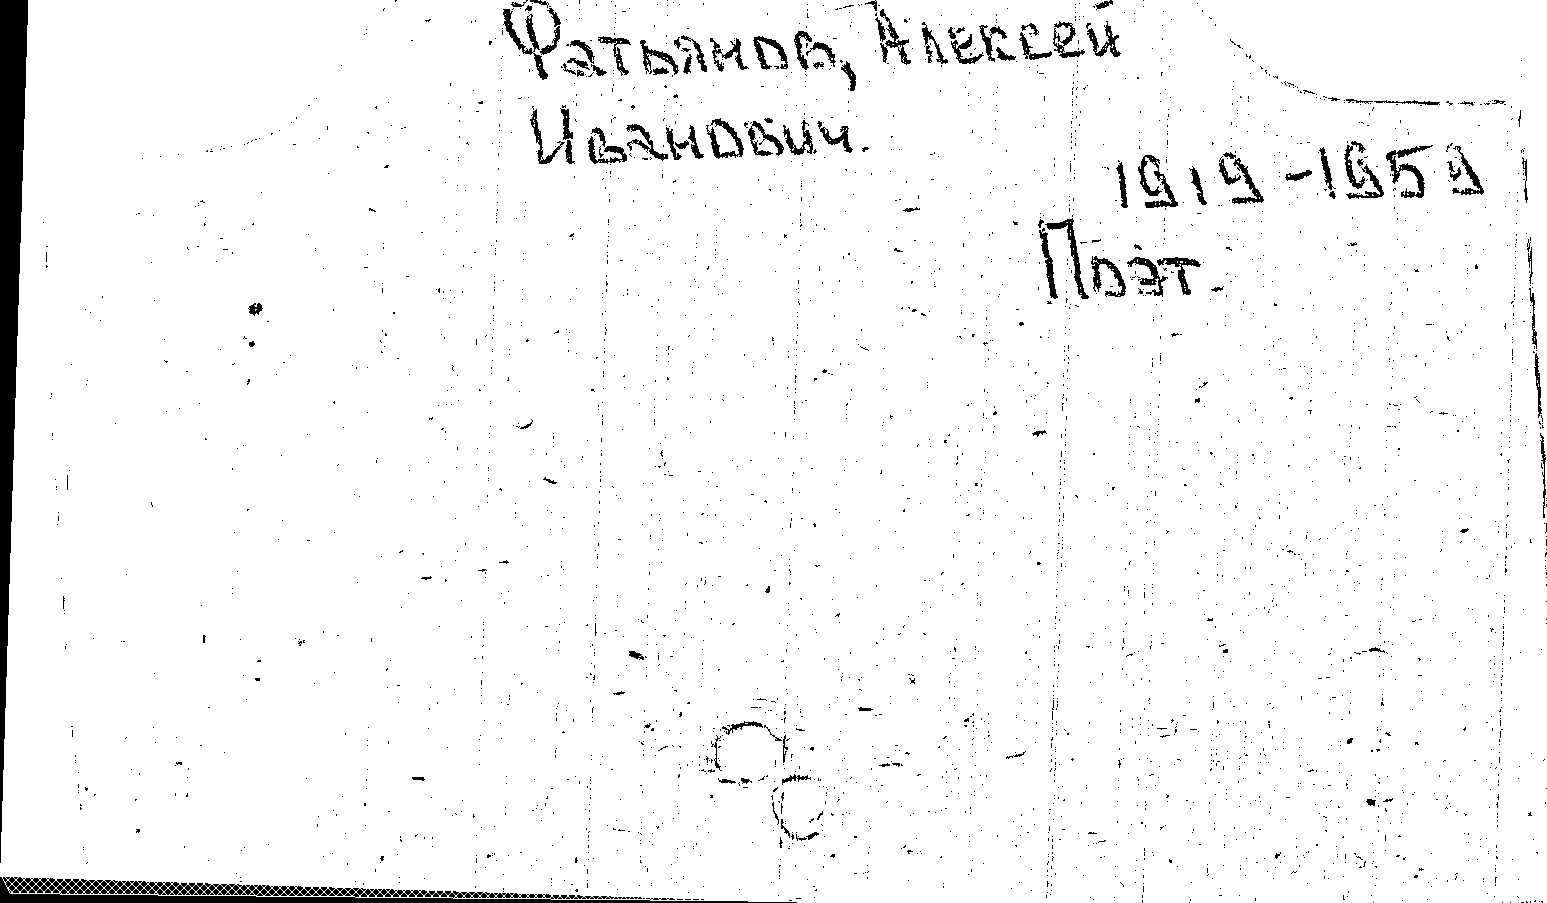 Фатьянов, Алексей
Иванович.
1919-1959
Поэт.